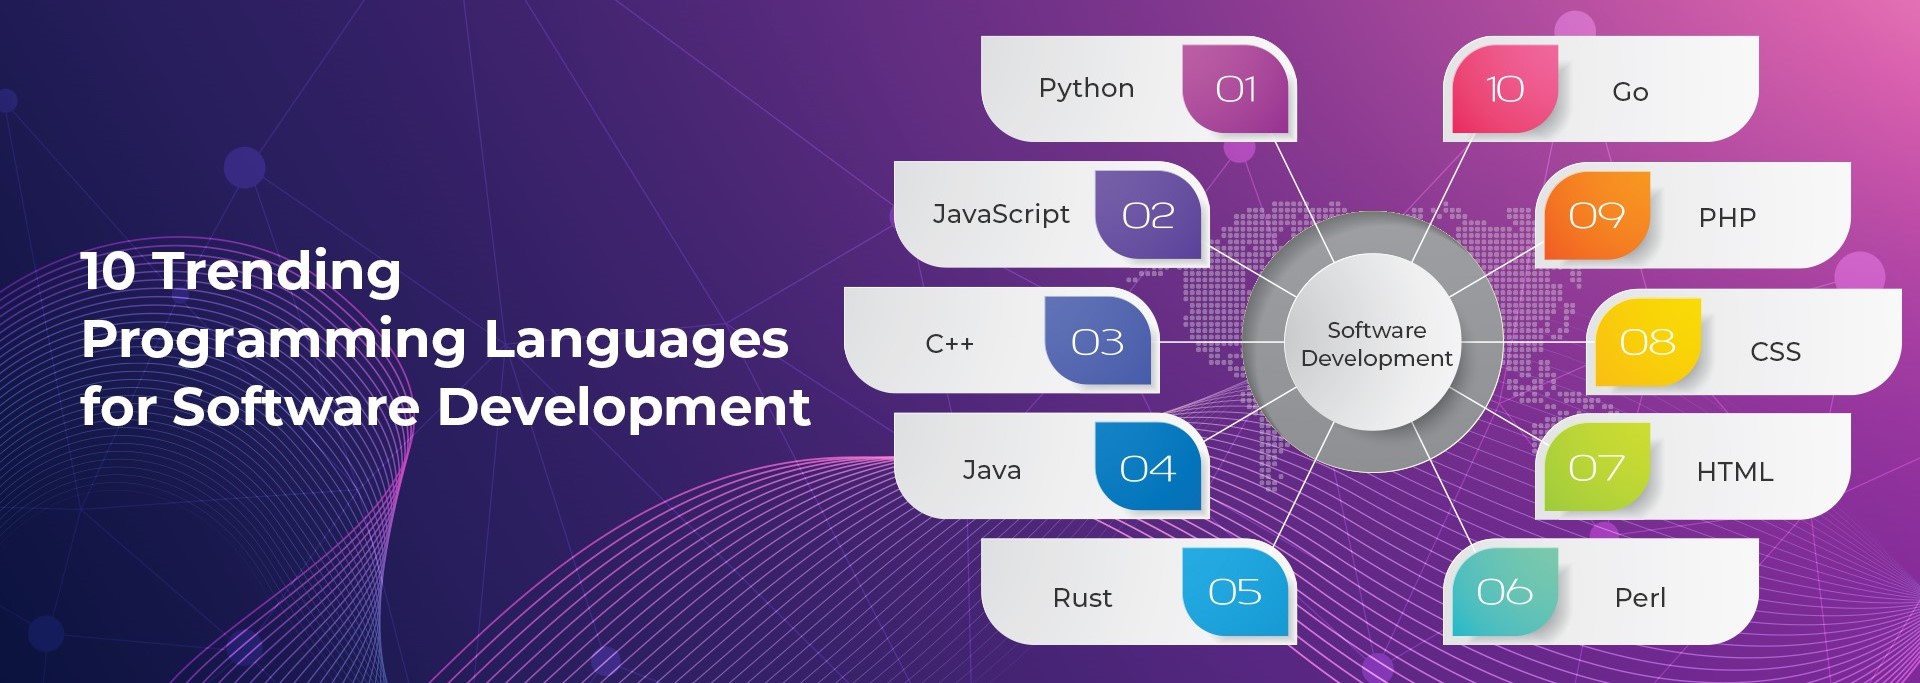 10 Trending
Programming Languages
for Software Development
Python 01
JavaScript 02
C++ 03
Java 04
Rust 05
Software
Development
10 Go
09 PHP
08 CSS
07 HTML
06 Perl